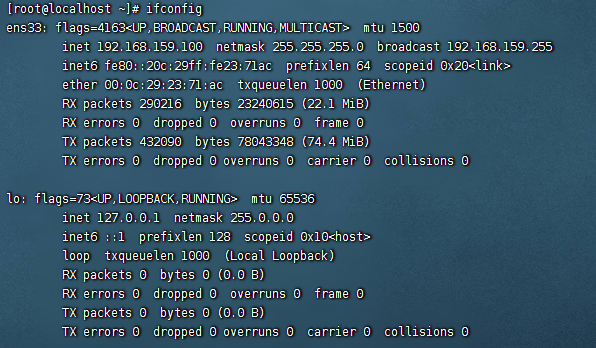 [root@localhost ~]# ifconfig
ens33: flags=4163<UP,BROADCAST,RUNNING,MULTICAST>  mtu 1500
        inet 192.168.159.100  netmask 255.255.255.0  broadcast 192.168.159.255
        inet6 fe80::20c:29ff:fe23:71ac  prefixlen 64  scopeid 0x20<link>
        ether 00:0c:29:23:71:ac  txqueuelen 1000  (Ethernet)
        RX packets 290216  bytes 23240615 (22.1 MiB)
        RX errors 0  dropped 0  overruns 0  frame 0
        TX packets 432090  bytes 78043348 (74.4 MiB)
        TX errors 0  dropped 0 overruns 0  carrier 0  collisions 0

lo: flags=73<UP,LOOPBACK,RUNNING>  mtu 65536
        inet 127.0.0.1  netmask 255.0.0.0
        inet6 ::1  prefixlen 128  scopeid 0x10<host>
        loop  txqueuelen 1000  (Local Loopback)
        RX packets 0  bytes 0 (0.0 B)
        RX errors 0  dropped 0  overruns 0  frame 0
        TX packets 0  bytes 0 (0.0 B)
        TX errors 0  dropped 0 overruns 0  carrier 0  collisions 0